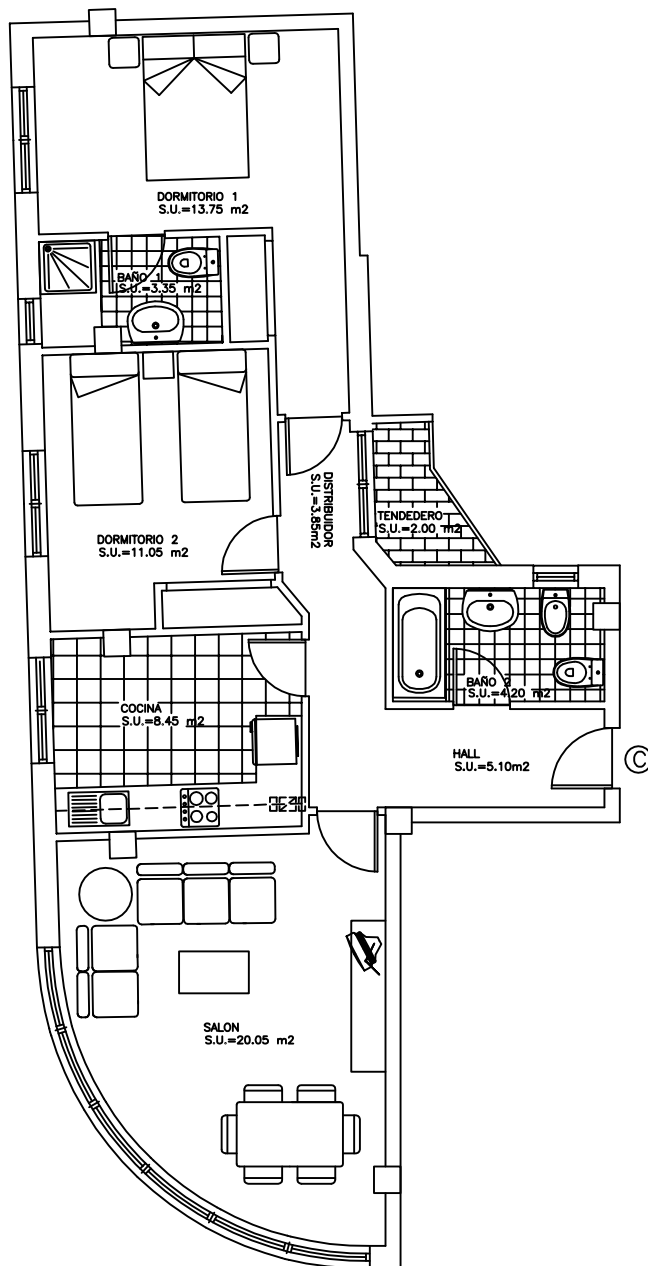 DORMITORIO 1
S.U.=13.75 m2
BAÑO 1
S.U.=3.35 m2
DISTRIBUIDOR
S.U.=3.85m2
TENDEDERO
S.U.=2.00 m2
DORMITORIO 2
S.U.=11.05 m2
BAÑO 2
S.U.=4.20 m2
COCINA
S.U.=8.45 m2
HALL
S.U.=5.10m2
C
SALON
S.U.=20.05 m2